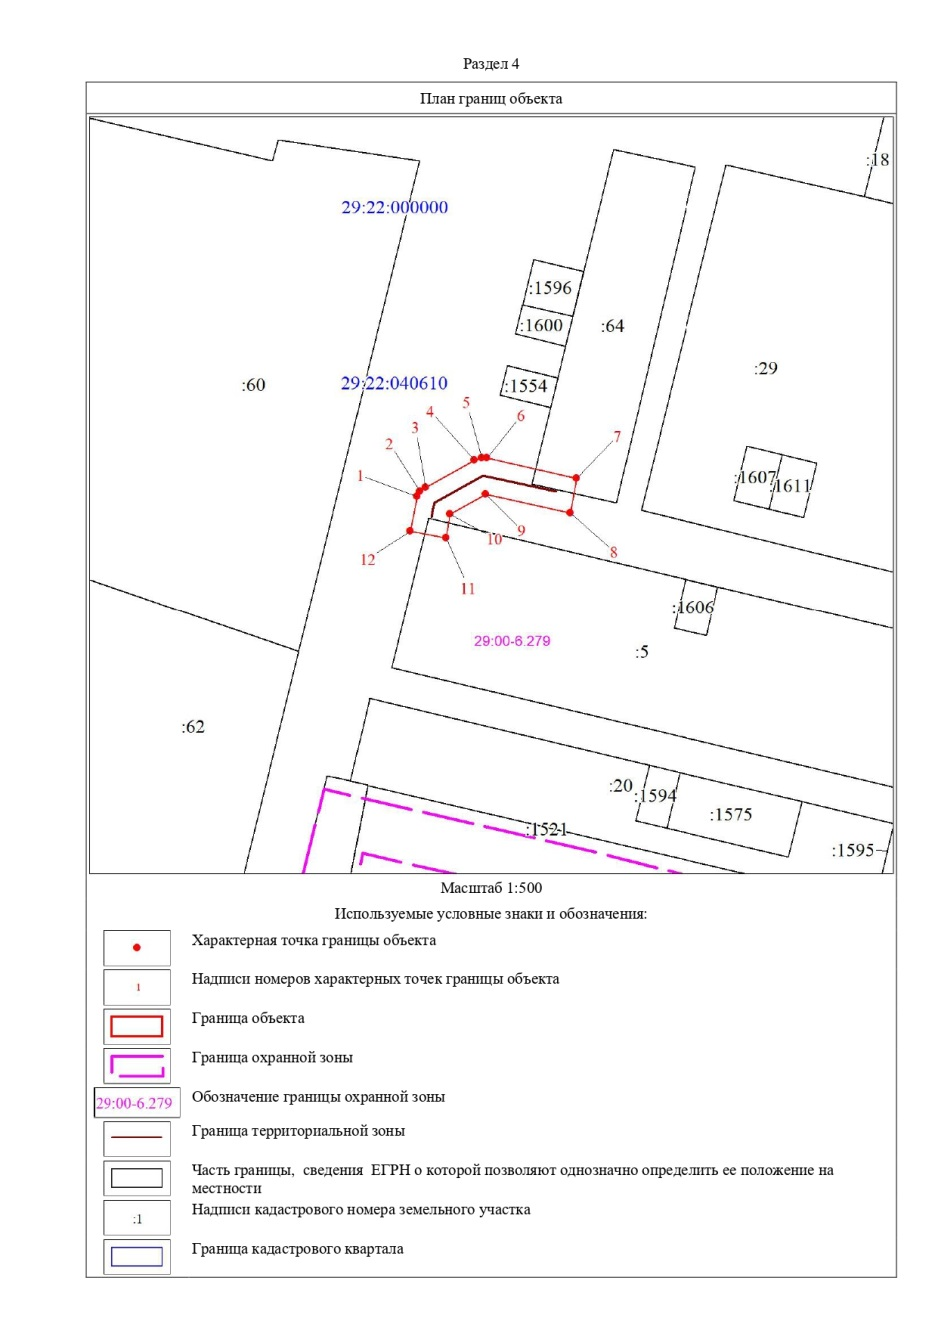 Раздел 4
План границ объекта
:18
29:22:000000
:1596
:1600
:64
:29
:60
29:22:040610
:1554
5
4
6
3
7
2
1
:1607
:1611
9
10
8
12
11
:1606
29:00-6.279
:5
:62
:20
:1594
:1575
:1521
:1595
Масштаб 1:500
Используемые условные знаки и обозначения:
Характерная точка границы объекта
1
Надписи номеров характерных точек границы объекта
Граница объекта
Граница охранной зоны
29:00-6.279
Обозначение границы охранной зоны
Граница территориальной зоны
Часть границы, сведения ЕГРН о которой позволяют однозначно определить ее положение на
местности
:1
Надписи кадастрового номера земельного участка
Граница кадастрового квартала